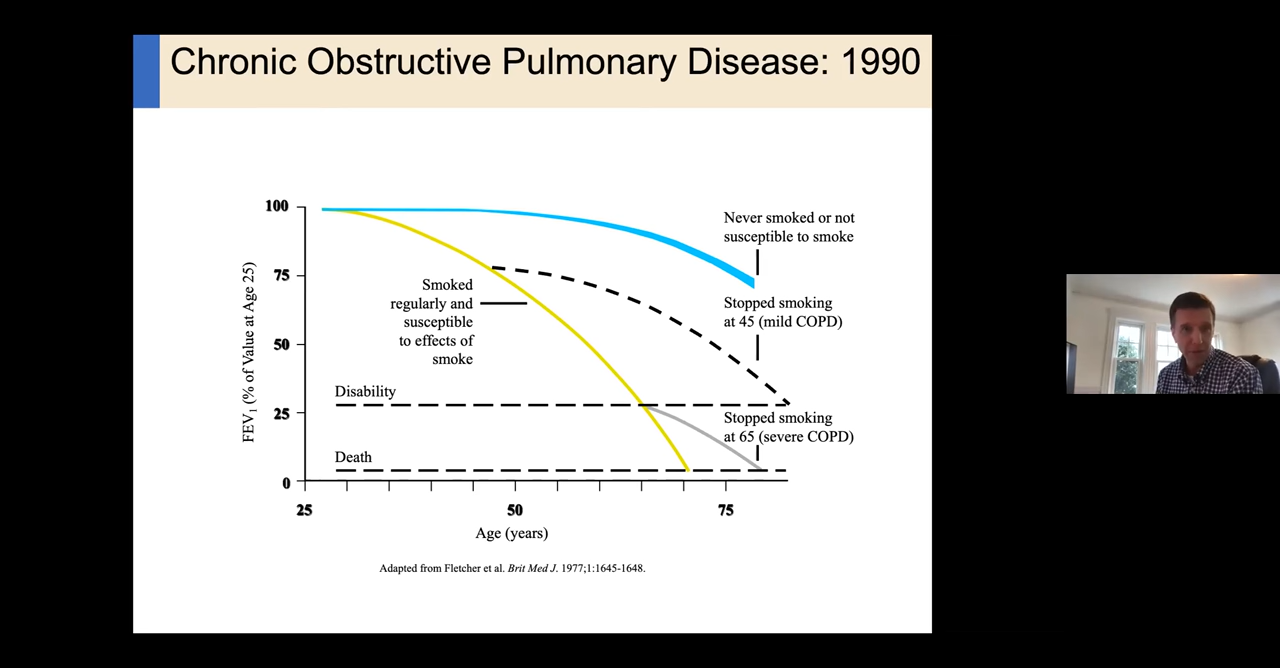 Chronic Obstructive Pulmonary Disease: 1990
100
75
50
25
0
FEV₁ (% of Value at Age 25)
Never smoked or not
susceptible to smoke
Smoked
regularly and
susceptible
to effects of
smoke
Stopped smoking
at 45 (mild COPD)
Disability
Stopped smoking
at 65 (severe COPD)
Death
25
50
75
Age (years)
Adapted from Fletcher et al. Brit Med J. 1977;1:1645-1648.